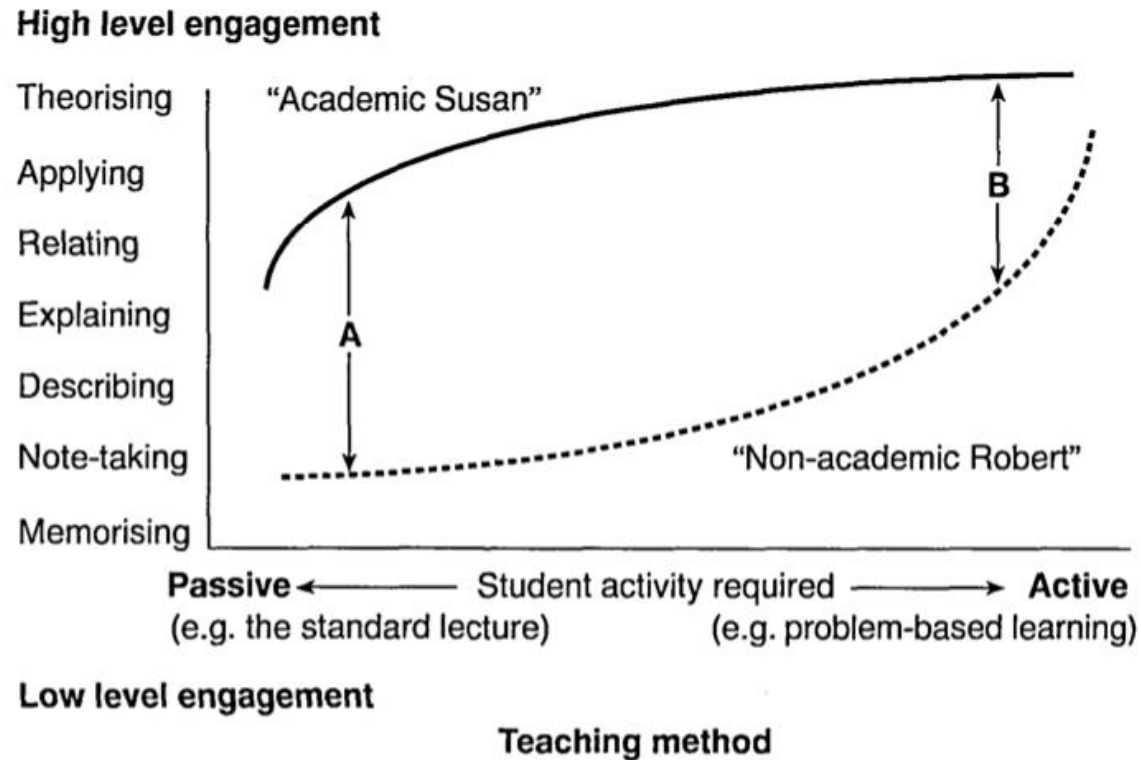 High level engagement
Theorising
"Academic Susan"
Applying
B
Relating
Explaining
A
Describing
Note-taking
"Non-academic Robert"
Memorising
Passive Student activity required Active
(e.g. the standard lecture) (e.g. problem-based learning)
Low level engagement
Teaching method